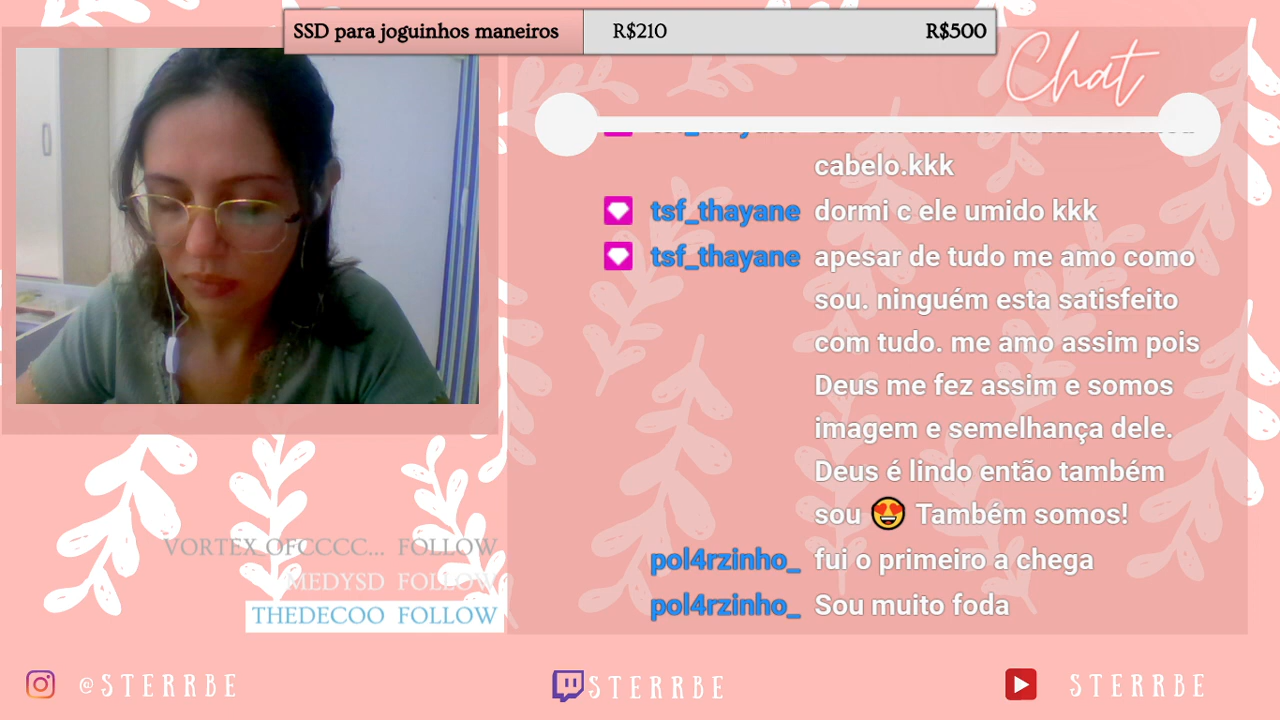 SSD para joguinhos maneiros R$210 R$500
Chat
cabelo.kkk
tsf_thayane dormi c ele umido kkk
tsf_thayane apesar de tudo me amo como
sou. ninguém esta satisfeito
com tudo. me amo assim pois
Deus me fez assim e somos
imagem e semelhança dele.
Deus é lindo então também
sou 😍 Também somos!
pol4rzinho_ fui o primeiro a chega
pol4rzinho_ Sou muito foda
VORTEX OFCCCC... FOLLOW
MEDYSD FOLLOW
THEDECOO FOLLOW
@STERRBE
STERRBE
STERRBE